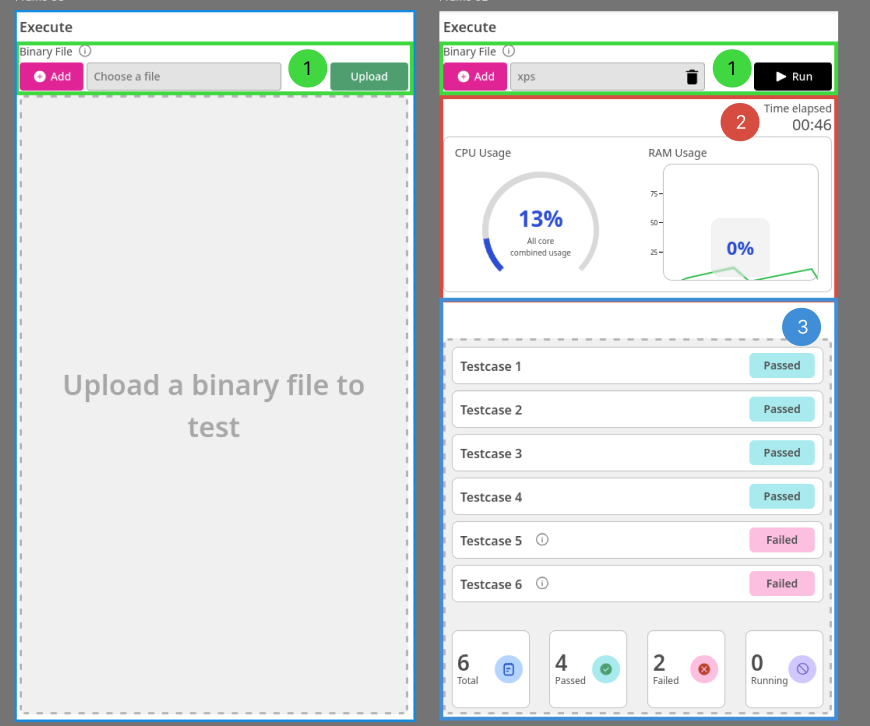 Execute
Binary File
Add
Choose a file
1
Upload
Upload a binary file to
test
Execute
Binary File
Add
xps
1
Run
2
Time elapsed
00:46
CPU Usage
13%
All core
combined usage
RAM Usage
75
50
25
0%
3
Testcase 1 Passed
Testcase 2 Passed
Testcase 3 Passed
Testcase 4 Passed
Testcase 5 Failed
Testcase 6 Failed
6
Total
4
Passed
2
Failed
0
Running